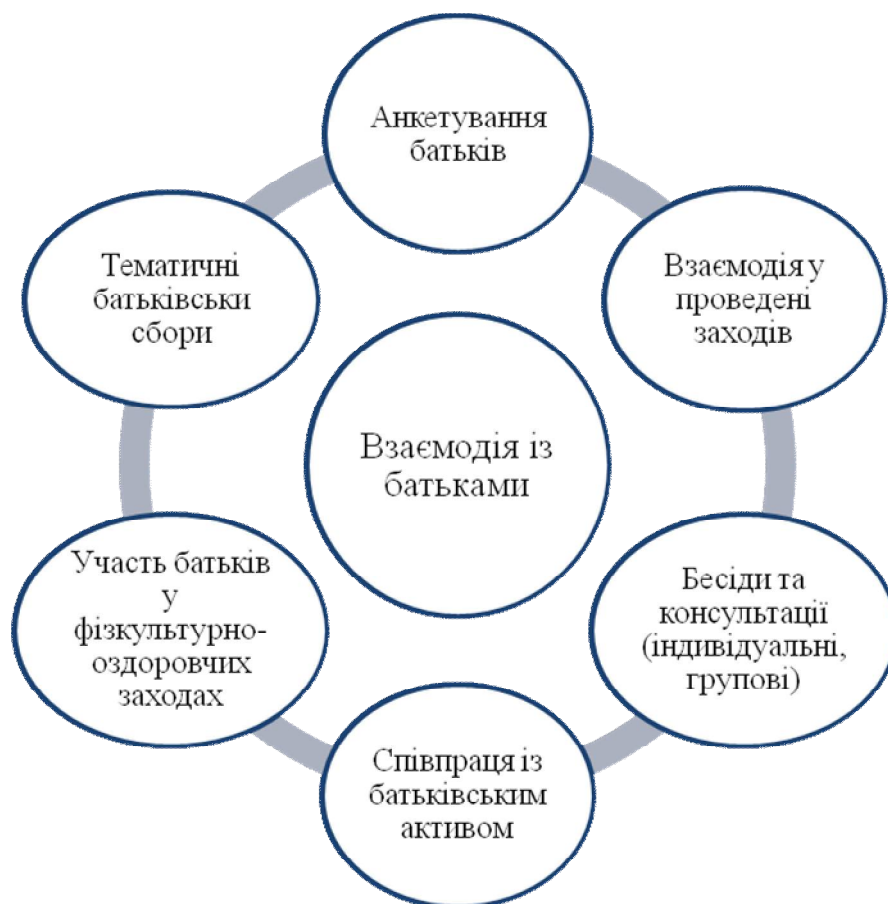 Анкетування
батьків
Взаємодія у
проведені
заходів
Бесіди та
консультації
(індивідуальні,
групові)
Співпраця із
батьківським
активом
Участь батьків
у
фізкультурно-
оздоровчих
заходах
Тематичні
батьківськи
сбори
Взаємодія із
батьками